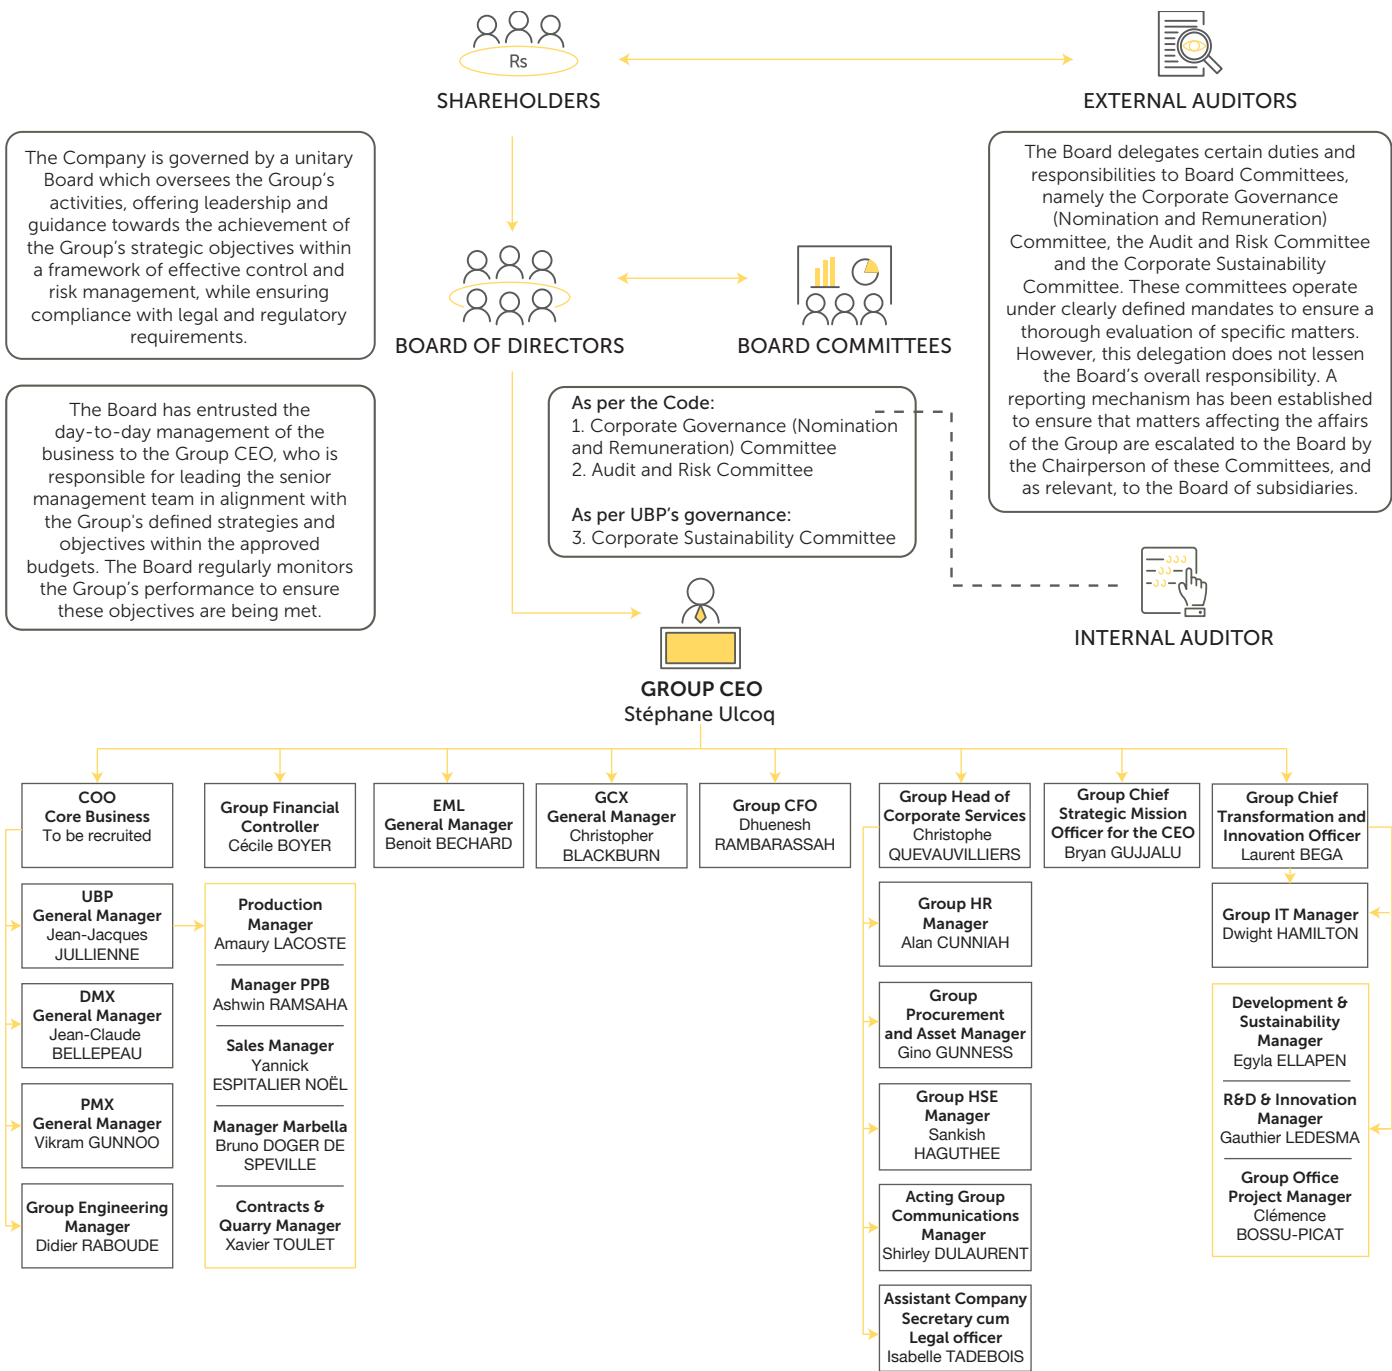 Rs
SHAREHOLDERS
EXTERNAL AUDITORS
The Company is governed by a unitary
Board which oversees the Group's
activities, offering leadership and
guidance towards the achievement of
the Group's strategic objectives within
a framework of effective control and
risk management, while ensuring
compliance with legal and regulatory
requirements.
The Board delegates certain duties and
responsibilities to Board Committees,
namely the Corporate Governance
(Nomination and Remuneration)
Committee, the Audit and Risk Committee
and the Corporate Sustainability
Committee. These committees operate
under clearly defined mandates to ensure a
thorough evaluation of specific matters.
However, this delegation does not lessen
the Board's overall responsibility. A
reporting mechanism has been established
to ensure that matters affecting the affairs
of the Group are escalated to the Board by
the Chairperson of these Committees, and
as relevant, to the Board of subsidiaries.
BOARD OF DIRECTORS
BOARD COMMITTEES
The Board has entrusted the
day-to-day management of the
business to the Group CEO, who is
responsible for leading the senior
management team in alignment with
the Group's defined strategies and
objectives within the approved
budgets. The Board regularly monitors
the Group's performance to ensure
these objectives are being met.
As per the Code:
1. Corporate Governance (Nomination
and Remuneration) Committee
2. Audit and Risk Committee
As per UBP's governance:
3. Corporate Sustainability Committee
INTERNAL AUDITOR
GROUP CEO
Stéphane Ulcoq
COO
Core Business
To be recruited
Group Financial
Controller
Cécile BOYER
EML
General Manager
Benoit BECHARD
GCX
General Manager
Christopher
BLACKBURN
Group CFO
Dhuenesh
RAMBARASSAH
Group Head of
Corporate Services
Christophe
QUEVAUVILLIERS
Group Chief
Strategic Mission
Officer for the CEO
Bryan GUJJALU
Group Chief
Transformation and
Innovation Officer
Laurent BEGA
UBP
General Manager
Jean-Jacques
JULLIENNE
DMX
General Manager
Jean-Claude
BELLEPEAU
PMX
General Manager
Vikram GUNNOO
Group Engineering
Manager
Didier RABOUDE
Production
Manager
Amaury LACOSTE
Manager PPB
Ashwin RAMSAHA
Sales Manager
Yannick
ESPITALIER NOËL
Manager Marbella
Bruno DOGER DE
SPEVILLE
Contracts &
Quarry Manager
Xavier TOULET
Group HR
Manager
Alan CUNNIAH
Group
Procurement
and Asset Manager
Gino GUNNESS
Group HSE
Manager
Sankish
HAGUTHEE
Acting Group
Communications
Manager
Shirley DULAURENT
Assistant Company
Secretary cum
Legal officer
Isabelle TADEBOIS
Group IT Manager
Dwight HAMILTON
Development &
Sustainability
Manager
Egyla ELLAPEN
R&D & Innovation
Manager
Gauthier LEDESMA
Group Office
Project Manager
Clémence
BOSSU-PICAT